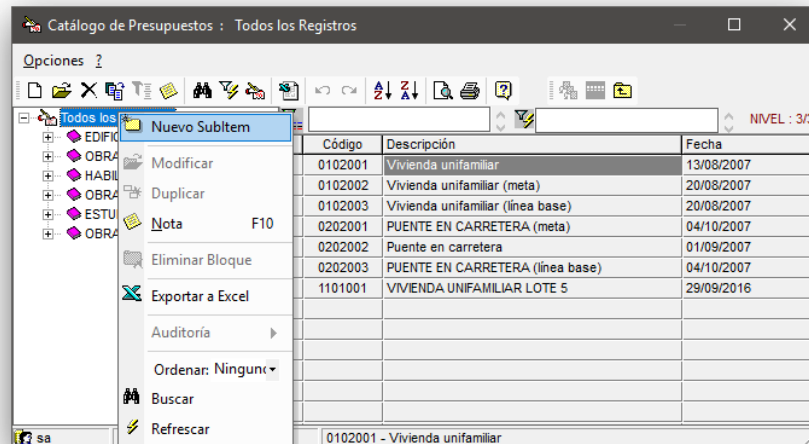 Catálogo de Presupuestos : Todos los Registros
Opciones ?
Todos los
NIVEL : 3/3
EDIFIC
OBRA
HABIL
OBRA
ESTU
OBRA
Nuevo SubItem
Modificar
Duplicar
Nota F10
Eliminar Bloque
Exportar a Excel
Auditoría
Ordenar: Ninguno
Buscar
Refrescar
Código Descripción Fecha
0102001 Vivienda unifamiliar 13/08/2007
0102002 Vivienda unifamiliar (meta) 20/08/2007
0102003 Vivienda unifamiliar (línea base) 20/08/2007
0202001 PUENTE EN CARRETERA (meta) 04/10/2007
0202002 Puente en carretera 01/09/2007
0202003 PUENTE EN CARRETERA (línea base) 04/10/2007
1101001 VIVIENDA UNIFAMILIAR LOTE 5 29/09/2016
sa
0102001 - Vivienda unifamiliar